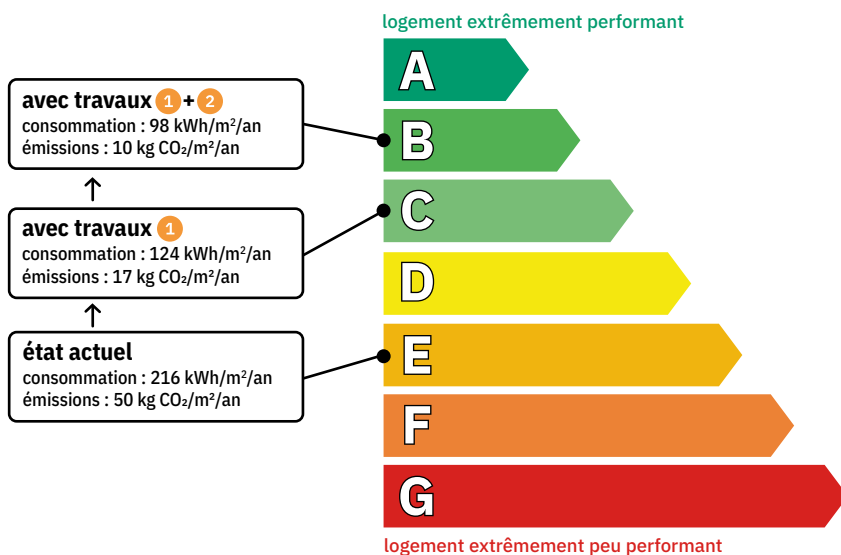 logement extrêmement performant
avec travaux 1 + 2
consommation : 98 kWh/m²/an
émissions : 10 kg CO₂/m²/an
avec travaux 1
consommation : 124 kWh/m²/an
émissions : 17 kg CO₂/m²/an
état actuel
consommation : 216 kWh/m²/an
émissions : 50 kg CO₂/m²/an
A
B
C
D
E
F
G
logement extrêmement peu performant